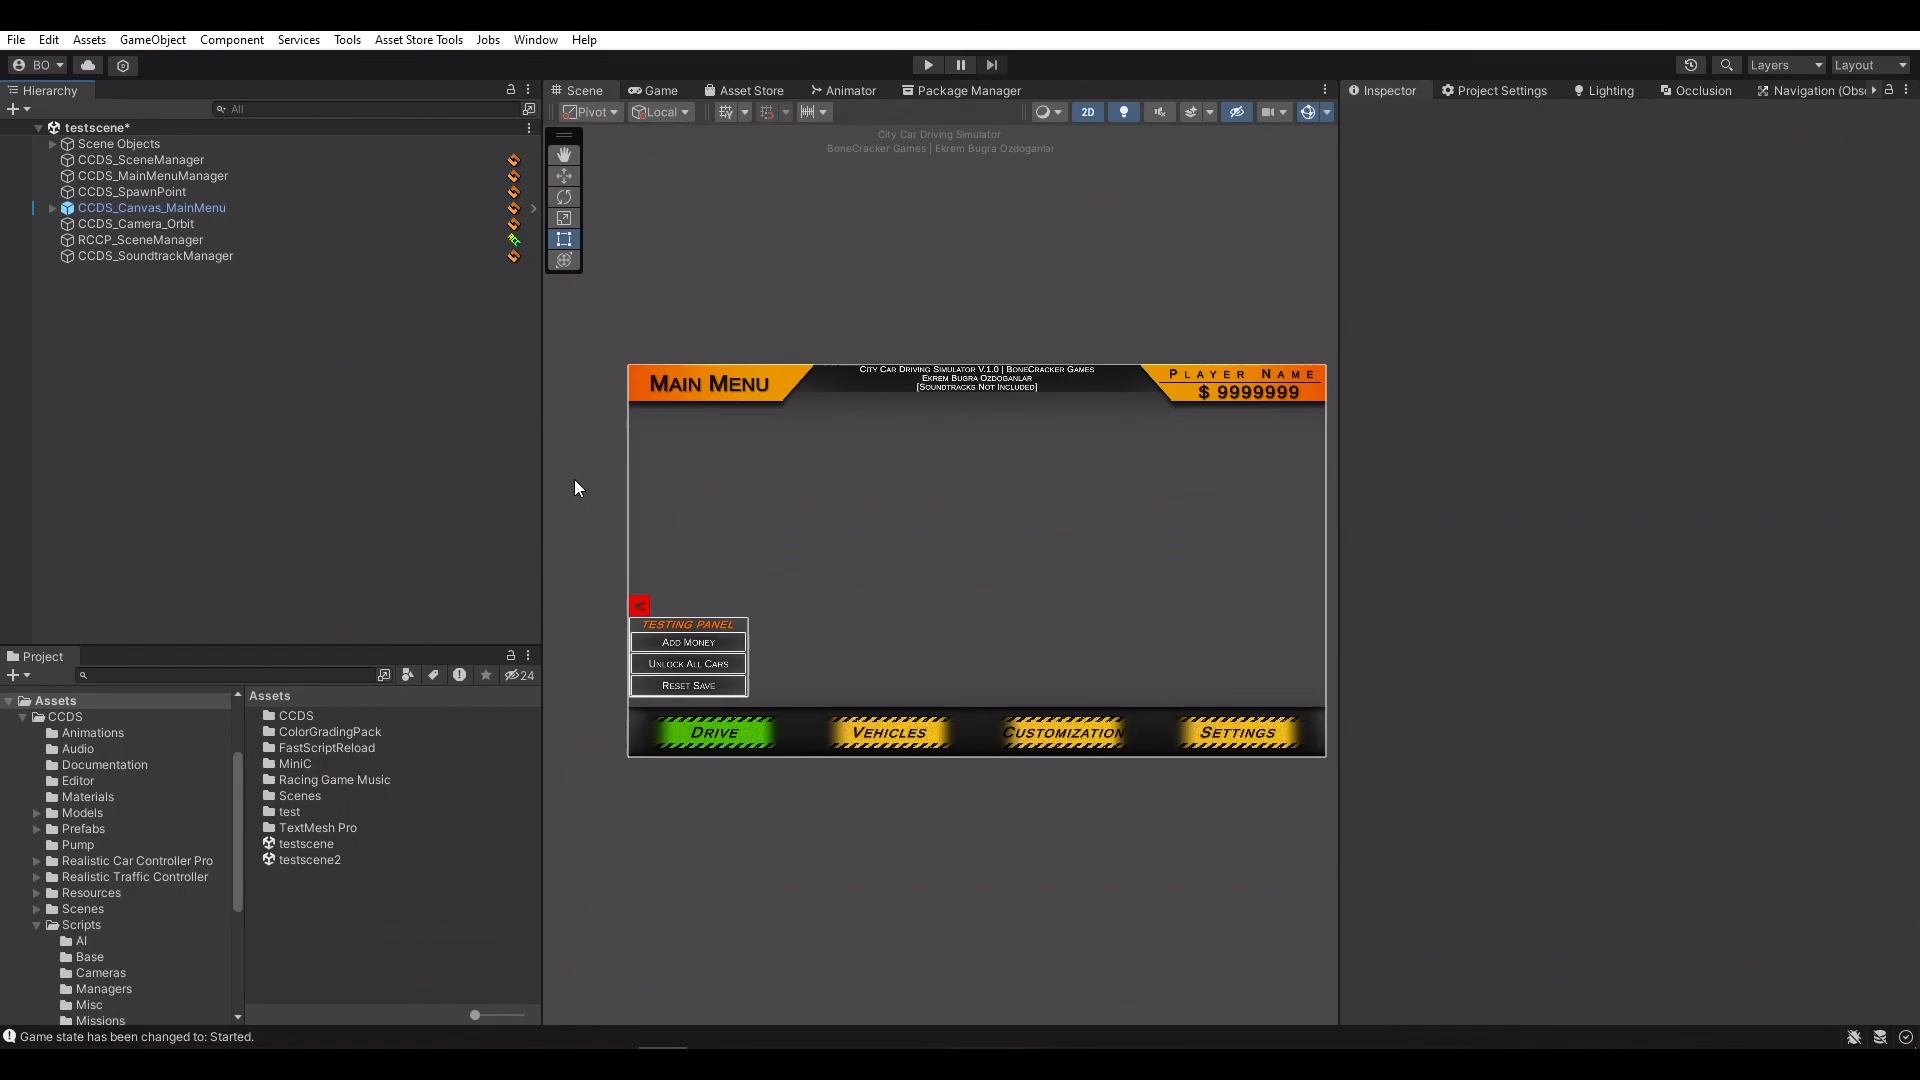 File Edit Assets GameObject Component Services Tools Asset Store Tools Jobs Window Help
BO
Layers
Layout
Hierarchy
All
testscene*
Scene Objects
CCDS_SceneManager
CCDS_MainMenuManager
CCDS_SpawnPoint
CCDS_Canvas_MainMenu
CCDS_Camera_Orbit
RCCP_SceneManager
CCDS_SoundtrackManager
Scene Game Asset Store Animator Package Manager
Pivot Local 2D
City Car Driving Simulator
BoneCracker Games | Ekrem Bugra Ozdoganlar
Main Menu
City Car Driving Simulator V.1.0 | BoneCracker Games
Ekrem Bugra Ozdoganlar
[Soundtracks Not Included]
Player Name
$ 9999999
<
Testing Panel
Add Money
Unlock All Cars
Reset Save
Drive Vehicles Customization Settings
Inspector Project Settings Lighting Occlusion Navigation (Obs
Project
24
Assets
CCDS
Animations
Audio
Documentation
Editor
Materials
Models
Prefabs
Pump
Realistic Car Controller Pro
Realistic Traffic Controller
Resources
Scenes
Scripts
AI
Base
Cameras
Managers
Misc
Missions
Assets
CCDS
ColorGradingPack
FastScriptReload
MiniC
Racing Game Music
Scenes
test
TextMesh Pro
testscene
testscene2
Game state has been changed to: Started.